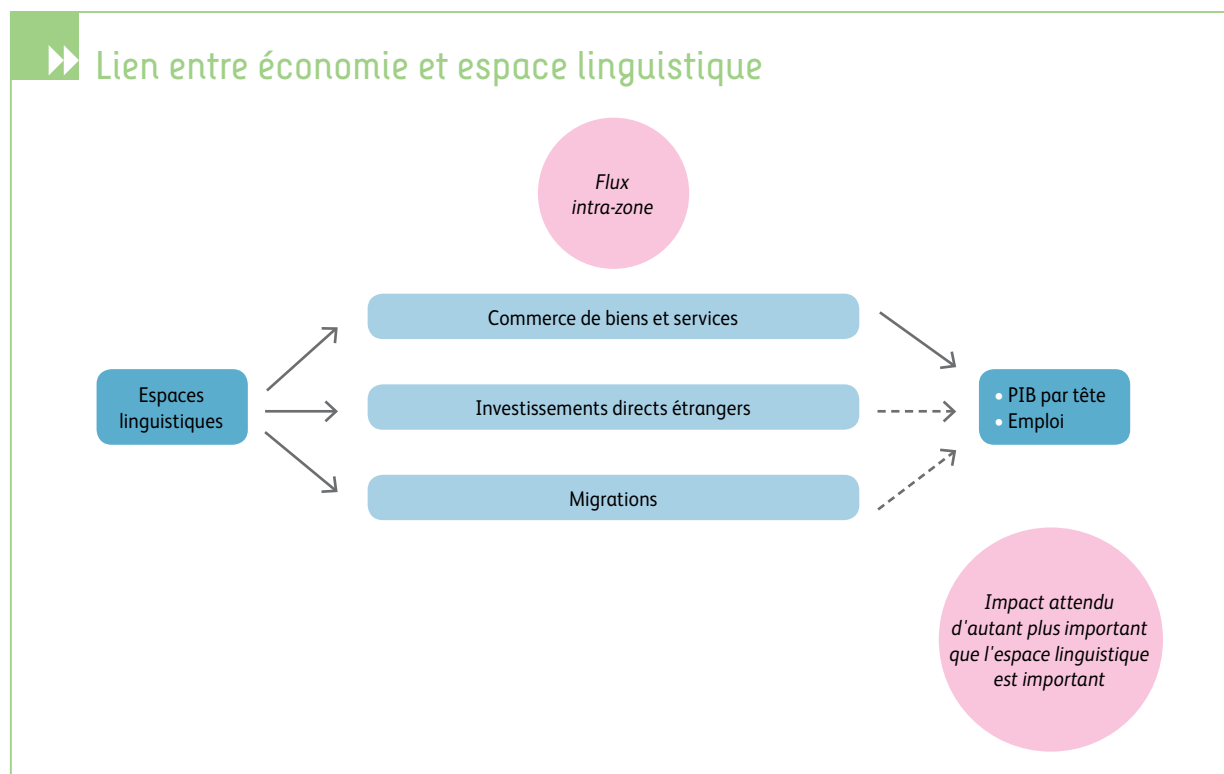 Lien entre économie et espace linguistique
Flux
intra-zone
Commerce de biens et services
Espaces
linguistiques
Investissements directs étrangers
• PIB par tête
• Emploi
Migrations
Impact attendu
d'autant plus important
que l'espace linguistique
est important